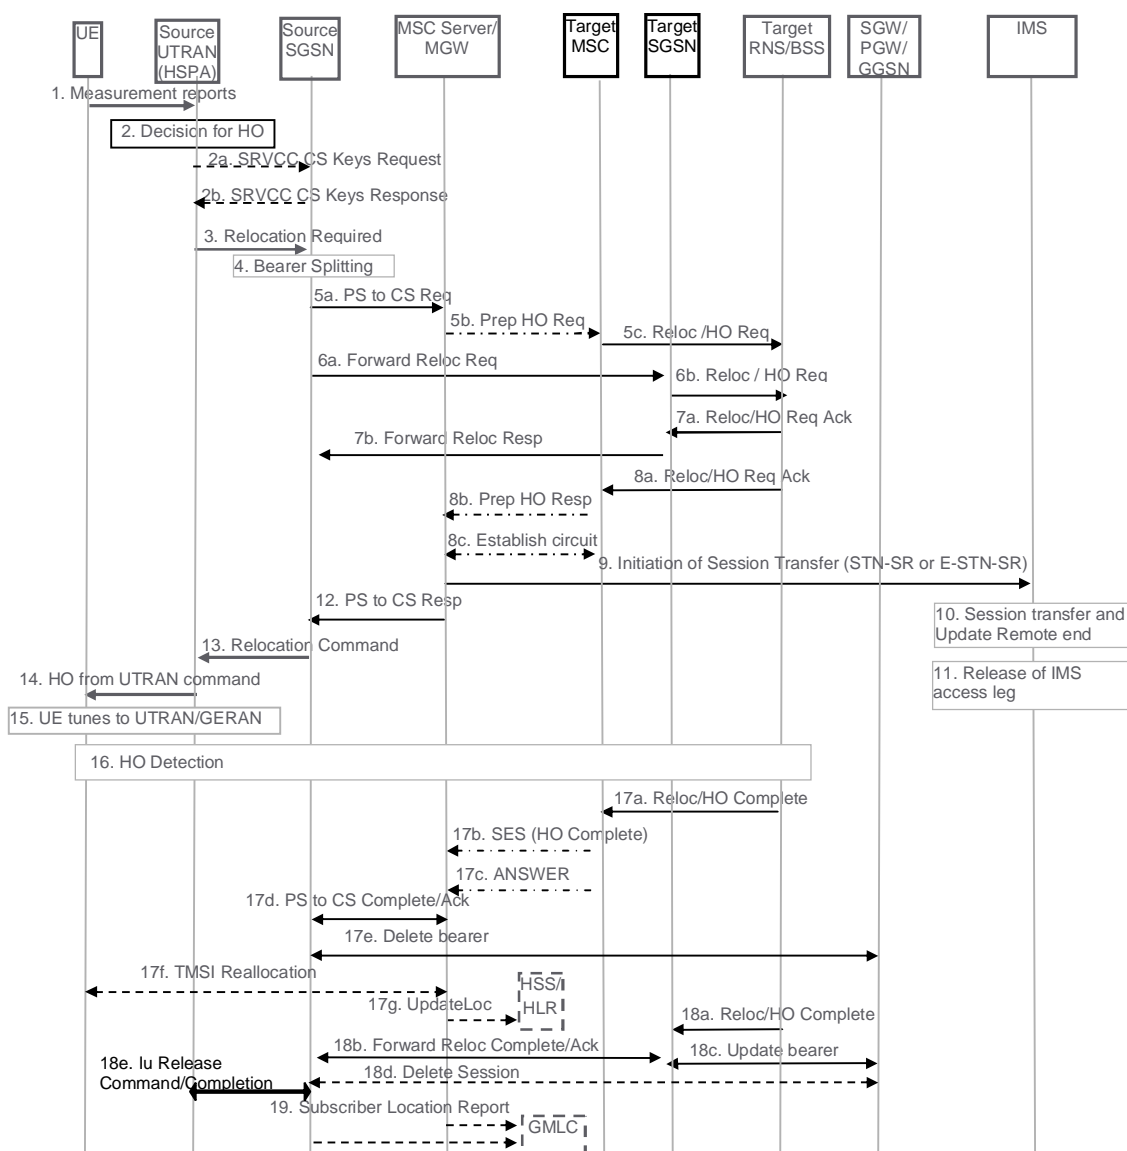 UE
Source
UTRAN
(HSPA)
Source
SGSN
MSC Server/
MGW
Target
MSC
Target
SGSN
Target
RNS/BSS
SGW/
PGW/
GGSN
IMS
1. Measurement reports
2. Decision for HO
2a. SRVCC CS Keys Request
2b. SRVCC CS Keys Response
3. Relocation Required
4. Bearer Splitting
5a. PS to CS Req
5b. Prep HO Req
5c. Reloc /HO Req
6a. Forward Reloc Req
6b. Reloc / HO Req
7a. Reloc/HO Req Ack
7b. Forward Reloc Resp
8a. Reloc/HO Req Ack
8b. Prep HO Resp
8c. Establish circuit
9. Initiation of Session Transfer (STN-SR or E-STN-SR)
12. PS to CS Resp
10. Session transfer and
Update Remote end
13. Relocation Command
11. Release of IMS
access leg
14. HO from UTRAN command
15. UE tunes to UTRAN/GERAN
16. HO Detection
17a. Reloc/HO Complete
17b. SES (HO Complete)
17c. ANSWER
17d. PS to CS Complete/Ack
17e. Delete bearer
17f. TMSI Reallocation
HSS/
HLR
17g. UpdateLoc
18a. Reloc/HO Complete
18b. Forward Reloc Complete/Ack
18c. Update bearer
18e. Iu Release
Command/Completion
18d. Delete Session
19. Subscriber Location Report
GMLC